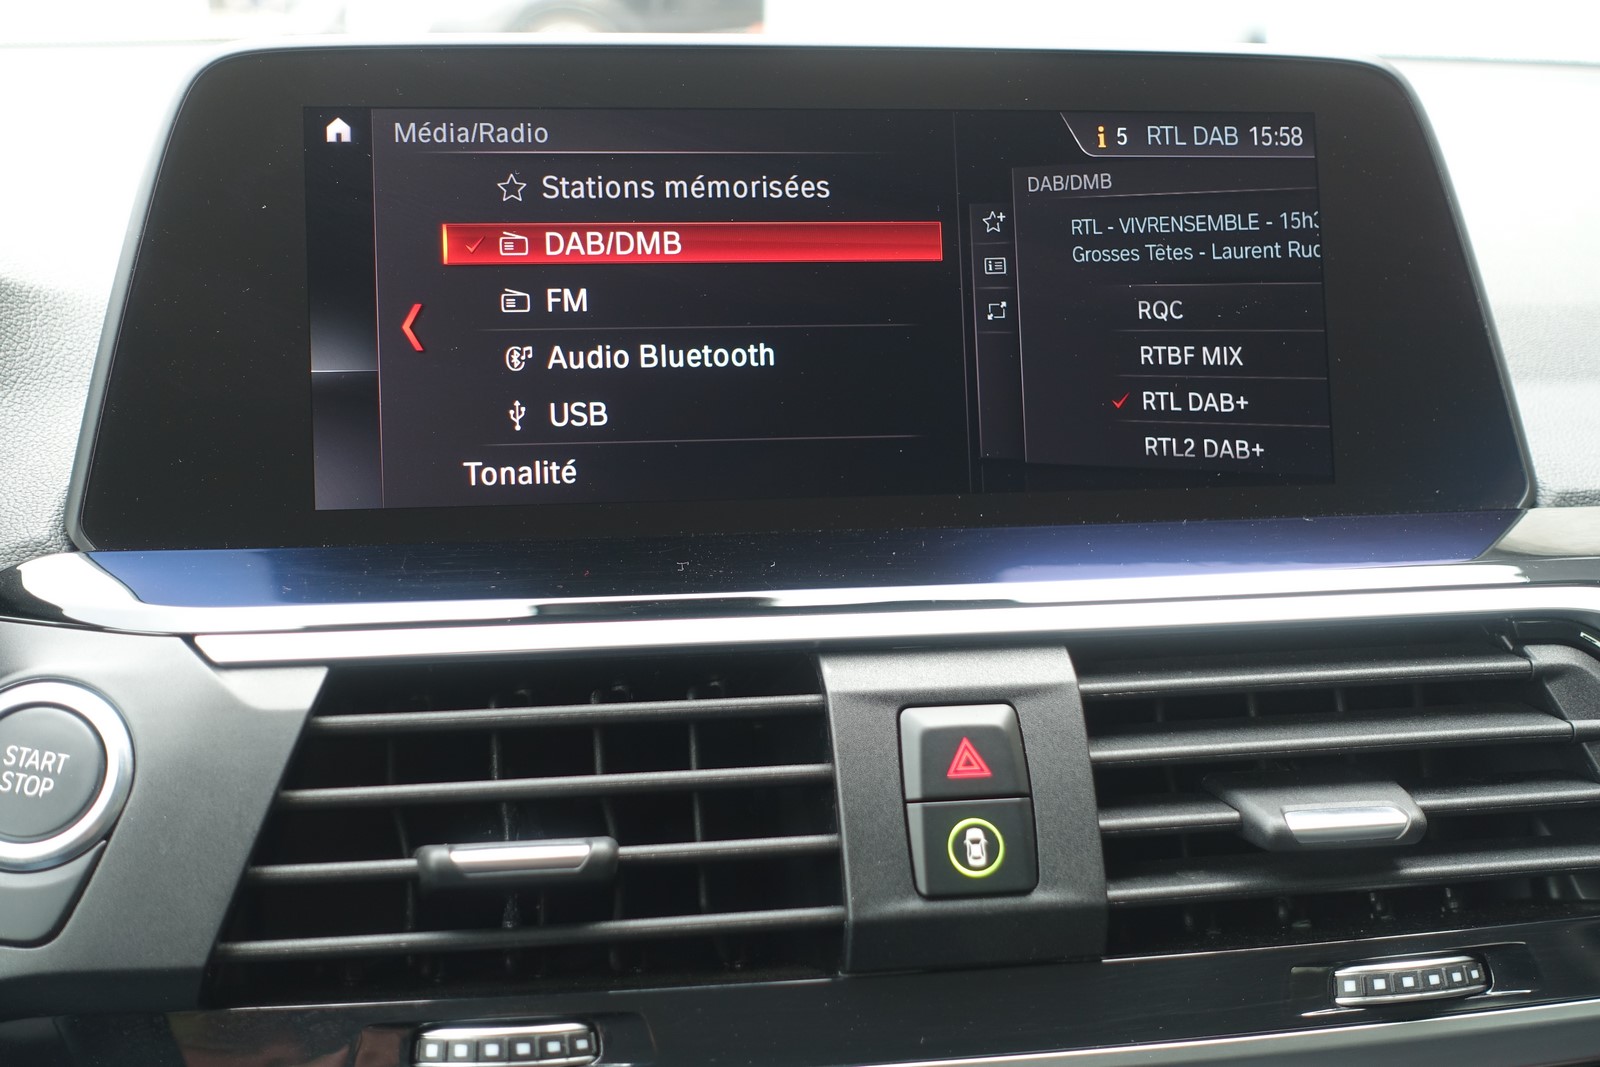 Média/Radio
5 RTL DAB 15:58
Stations mémorisées
DAB/DMB
FM
Audio Bluetooth
USB
Tonalité
DAB/DMB
RTL - VIVRENSEMBLE - 15h
Grosses Têtes - Laurent
RQC
RTBF MIX
RTL DAB+
RTL2 DAB+
START
STOP